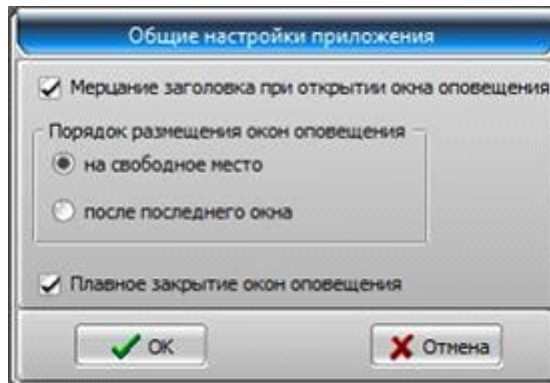 Общие настройки приложения
Мерцание заголовка при открытии окна оповещения
Порядок размещения окон оповещения
на свободное место
после последнего окна
Плавное закрытие окон оповещения
ОК
Отмена